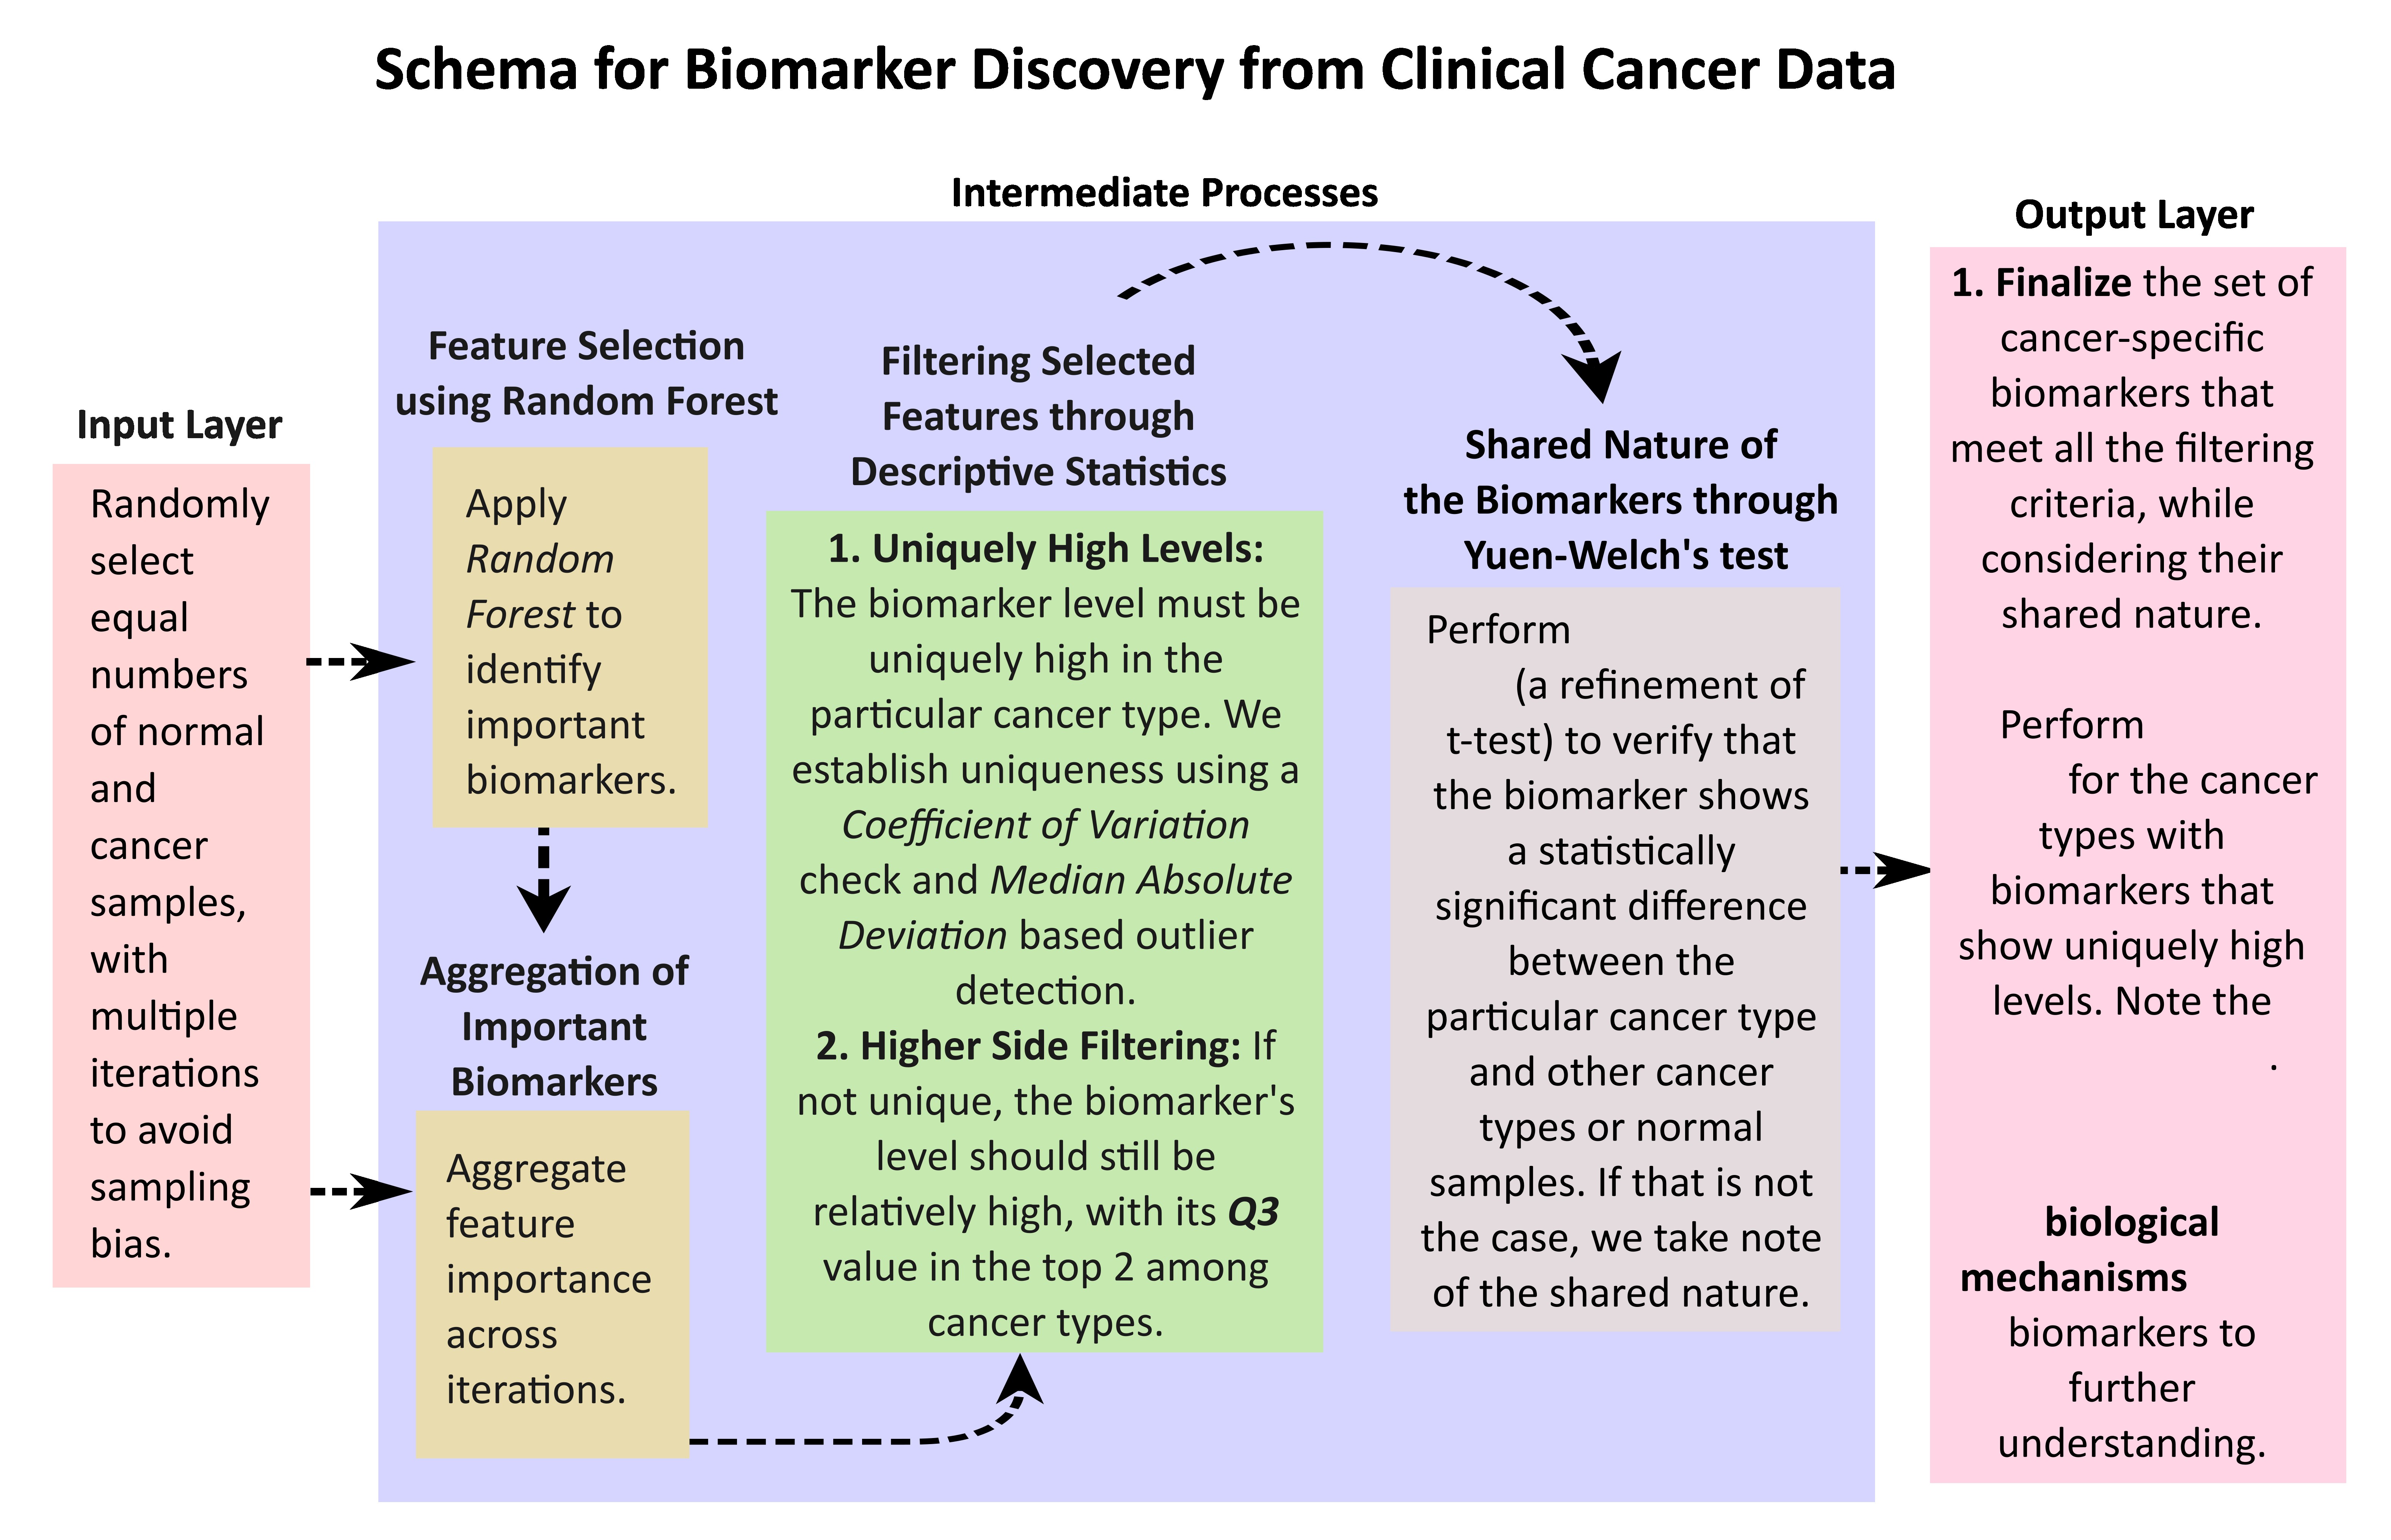 Schema for Biomarker Discovery from Clinical Cancer Data
Intermediate Processes
Input Layer
Randomly
select
equal
numbers
of normal
and
cancer
samples,
with
multiple
iterations
to avoid
sampling
bias.
Feature Selection
using Random Forest
Apply
Random
Forest to
identify
important
biomarkers.
Aggregation of
Important
Biomarkers
Aggregate
feature
importance
across
iterations.
Filtering Selected
Features through
Descriptive Statistics
1. Uniquely High Levels:
The biomarker level must be
uniquely high in the
particular cancer type. We
establish uniqueness using a
Coefficient of Variation
check and Median Absolute
Deviation based outlier
detection.
2. Higher Side Filtering: If
not unique, the biomarker's
level should still be
relatively high, with its Q3
value in the top 2 among
cancer types.
Shared Nature of
the Biomarkers through
Yuen-Welch's test
Perform
(a refinement of
t-test) to verify that
the biomarker shows
a statistically
significant difference
between the
particular cancer type
and other cancer
types or normal
samples. If that is not
the case, we take note
of the shared nature.
Output Layer
1. Finalize the set of
cancer-specific
biomarkers that
meet all the filtering
criteria, while
considering their
shared nature.
Perform
for the cancer
types with
biomarkers that
show uniquely high
levels. Note the
.
biological
mechanisms
biomarkers to
further
understanding.